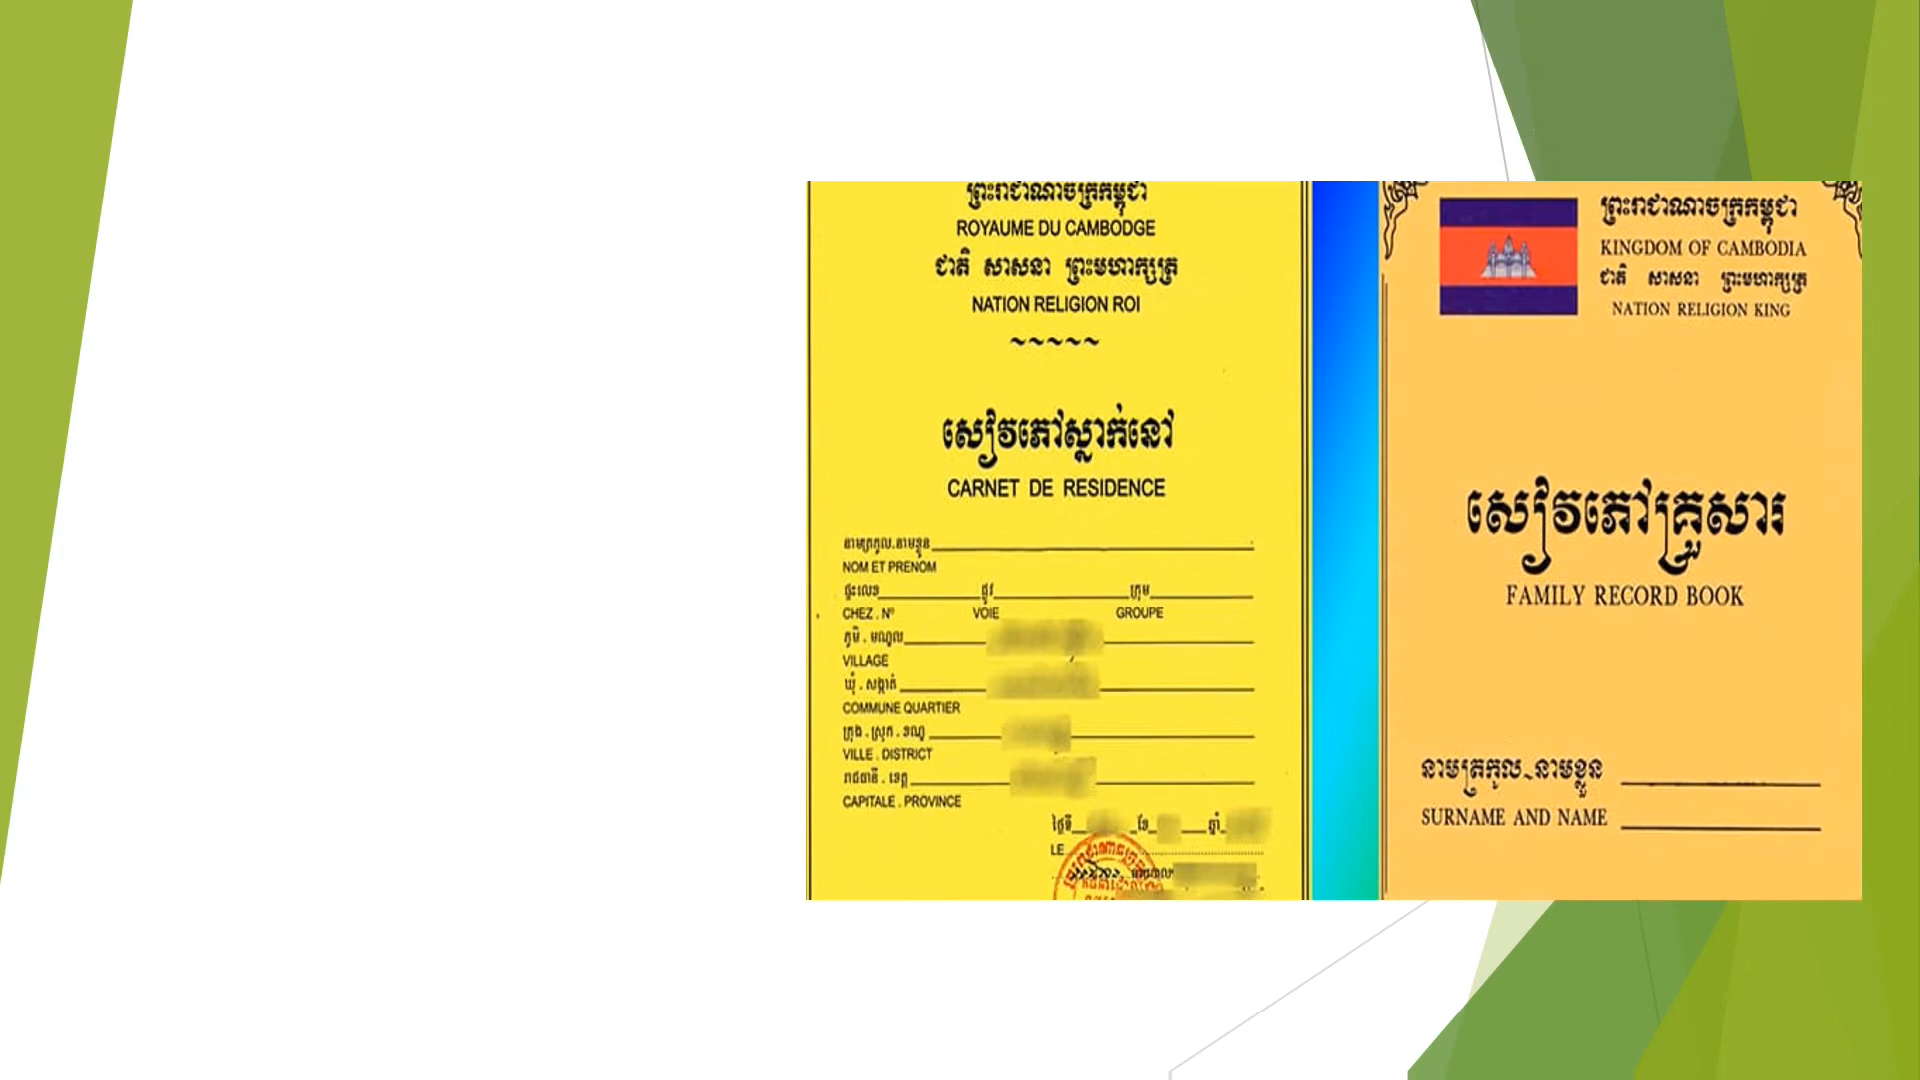 ព្រះរាជាណាចក្រកម្ពុជា
ROYAUME DU CAMBODGE
ជាតិ សាសនា ព្រះមហាក្សត្រ
NATION RELIGION ROI
~~~~~
សៀវភៅស្នាក់នៅ
CARNET DE RESIDENCE
នាមត្រកូល.នាមខ្លួន
NOM ET PRENOM
ផ្ទះលេខ ផ្លូវ ក្រុម
CHEZ . Nº VOIE GROUPE
ភូមិ . មណ្ឌល
VILLAGE
ឃុំ . សង្កាត់
COMMUNE QUARTIER
ក្រុង . ស្រុក . ខណ្ឌ
VILLE . DISTRICT
រាជធានី . ខេត្ត
CAPITALE . PROVINCE
ថ្ងៃទី ខែ ឆ្នាំ
LE
ព្រះរាជាណាចក្រកម្ពុជា
KINGDOM OF CAMBODIA
ជាតិ សាសនា ព្រះមហាក្សត្រ
NATION RELIGION KING
សៀវភៅគ្រួសារ
FAMILY RECORD BOOK
នាមត្រកូល.នាមខ្លួន
SURNAME AND NAME